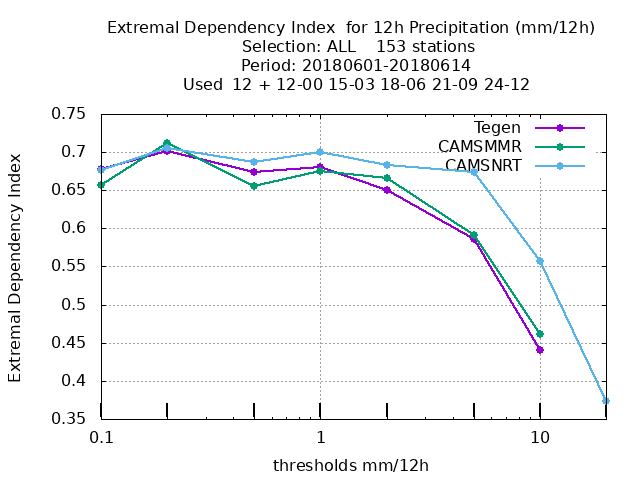 Extremal Dependency Index  for 12h Precipitation (mm/12h)
Selection: ALL    153 stations
Period: 20180601-20180614
Used  12 + 12-00 15-03 18-06 21-09 24-12
Extremal Dependency Index
0.75
0.7
0.65
0.6
0.55
0.5
0.45
0.4
0.35
Tegen
CAMSMMR
CAMSNRT
0.1
1
10
thresholds mm/12h